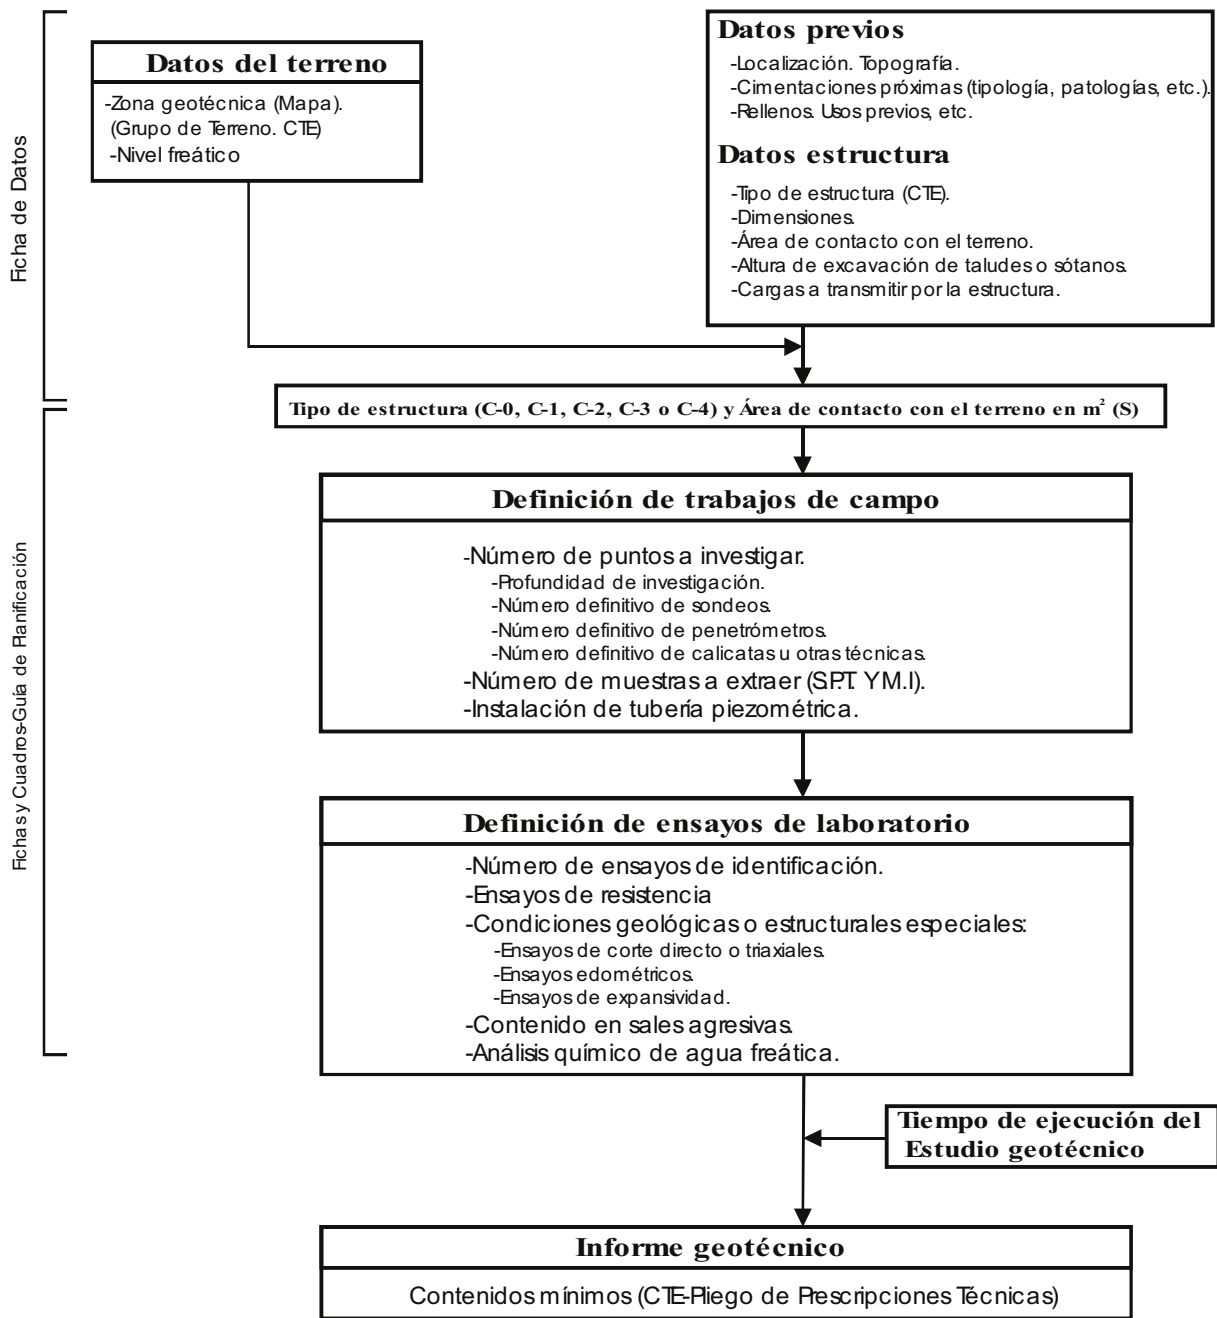 Ficha de Datos
Datos del terreno
-Zona geotécnica (Mapa).
(Grupo de Terreno. CTE)
-Nivel freático
Datos previos
-Localización. Topografía.
-Cimentaciones próximas (tipología, patologías, etc.).
-Rellenos. Usos previos, etc.
Datos estructura
-Tipo de estructura (CTE).
-Dimensiones.
-Área de contacto con el terreno.
-Altura de excavación de taludes o sótanos.
-Cargas a transmitir por la estructura.
Tipo de estructura (C-0, C-1, C-2, C-3 o C-4) y Área de contacto con el terreno en m² (S)
Fichas y Cuadros-Guía de Planificación
Definición de trabajos de campo
-Número de puntos a investigar.
-Profundidad de investigación.
-Número definitivo de sondeos.
-Número definitivo de penetrómetros.
-Número definitivo de calicatas u otras técnicas.
-Número de muestras a extraer (S.P.T. Y M.I).
-Instalación de tubería piezométrica.
Definición de ensayos de laboratorio
-Número de ensayos de identificación.
-Ensayos de resistencia
-Condiciones geológicas o estructurales especiales:
-Ensayos de corte directo o triaxiales.
-Ensayos edométricos.
-Ensayos de expansividad.
-Contenido en sales agresivas.
-Análisis químico de agua freática.
Tiempo de ejecución del
Estudio geotécnico
Informe geotécnico
Contenidos mínimos (CTE-Pliego de Prescripciones Técnicas)